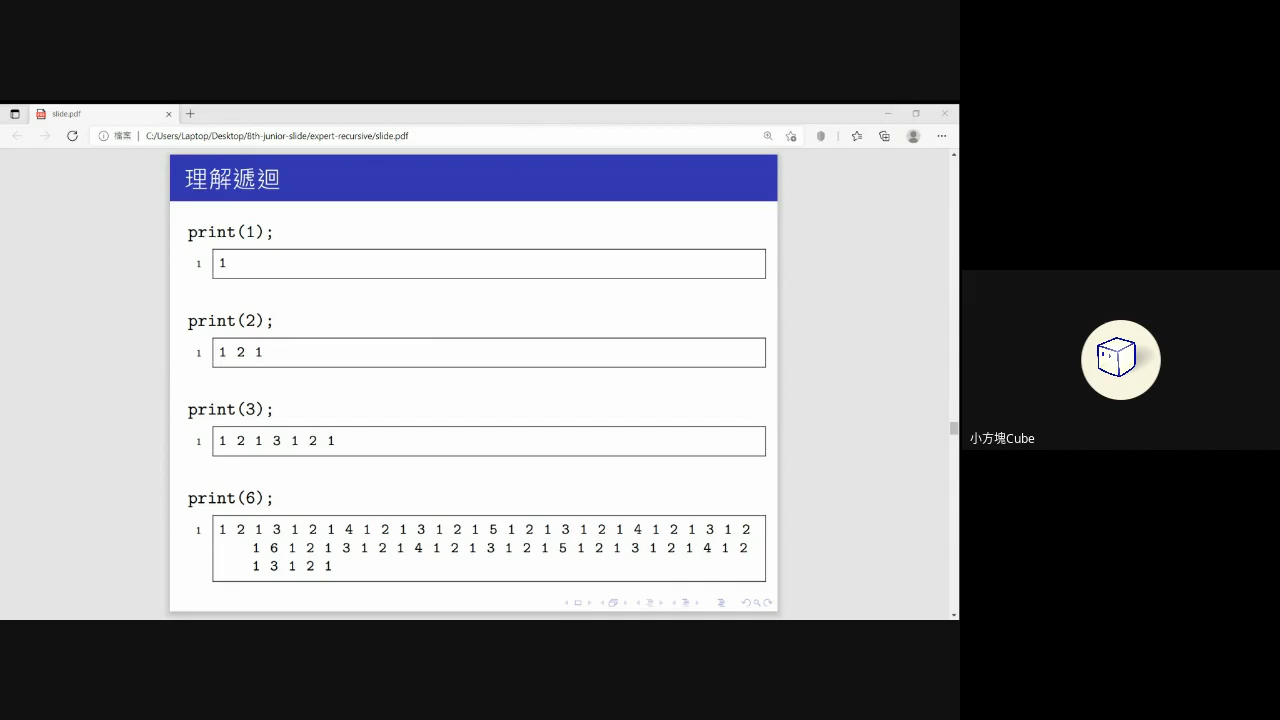 slide.pdf
檔案 C:/Users/Laptop/Desktop/8th-junior-slide/expert-recursive/slide.pdf
理解遞迴
print(1);
1 1
print(2);
1 1 2 1
print(3);
1 1 2 1 3 1 2 1
print(6);
1 1 2 1 3 1 2 1 4 1 2 1 3 1 2 1 5 1 2 1 3 1 2 1 4 1 2 1 3 1 2
1 6 1 2 1 3 1 2 1 4 1 2 1 3 1 2 1 5 1 2 1 3 1 2 1 4 1 2
1 3 1 2 1
小方塊Cube